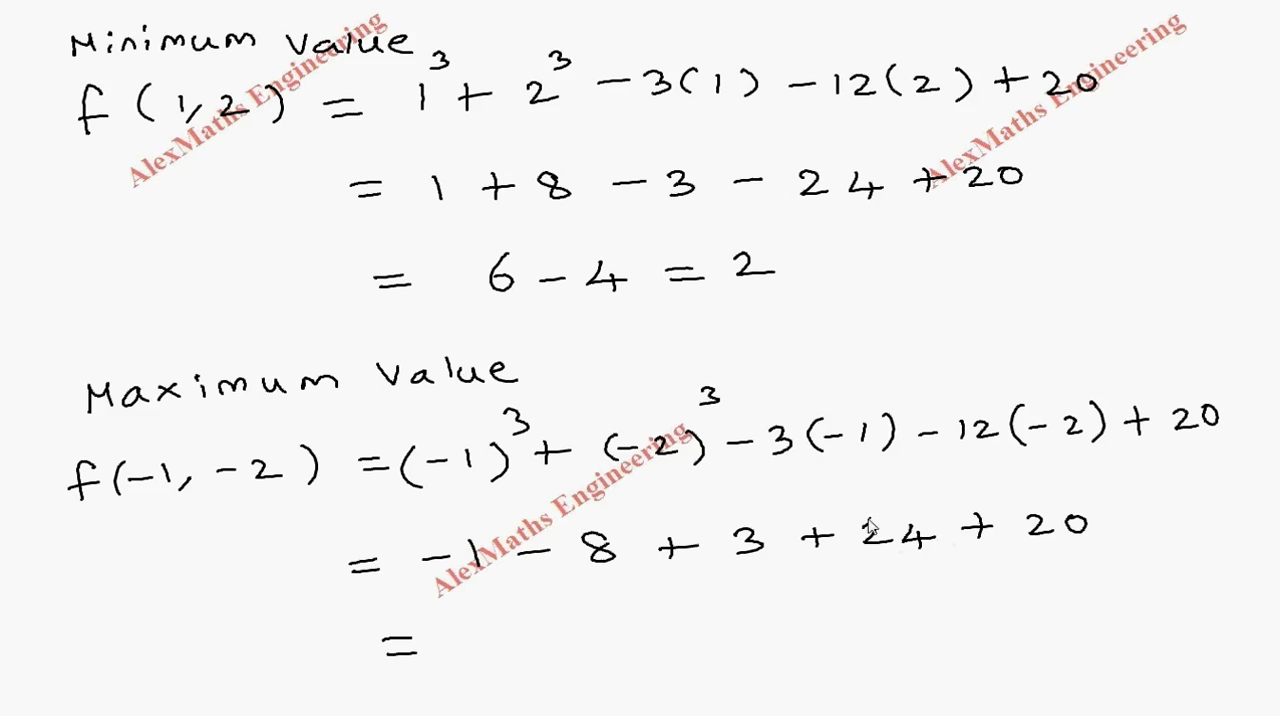 Minimum value
f(1,2) = 1³ + 2³ - 3(1) - 12(2) + 20
= 1 + 8 - 3 - 24 + 20
= 6 - 4 = 2
Maximum value
f(-1, -2) = (-1)³ + (-2)³ - 3(-1) - 12(-2) + 20
= -1 - 8 + 3 + 24 + 20
=
AlexMaths Engineering
AlexMaths Engineering
AlexMaths Engineering